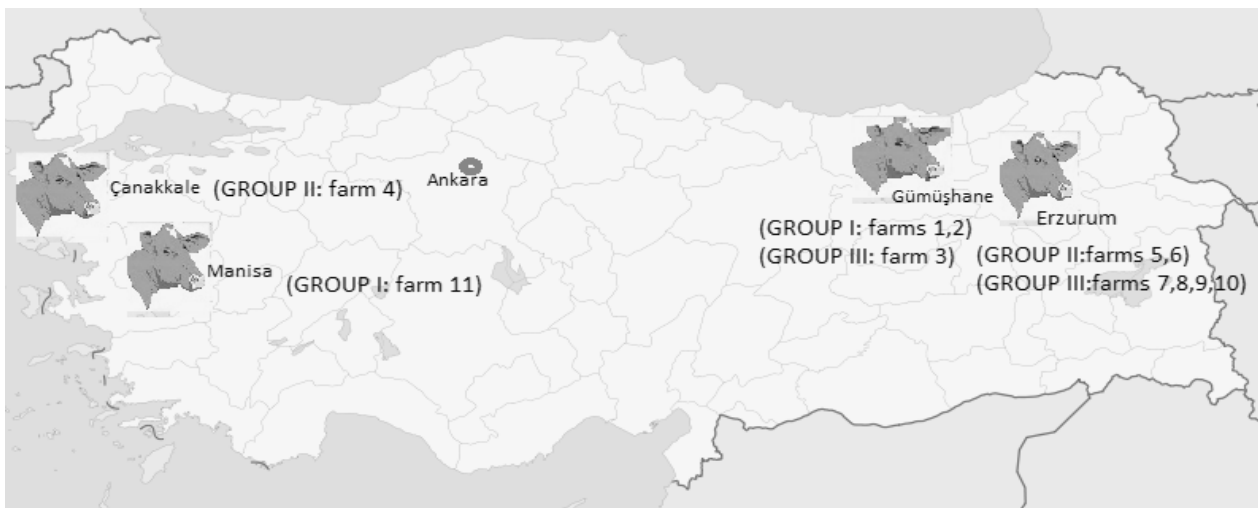 Çanakkale
(GROUP II: farm 4)
Ankara
Manisa
(GROUP I: farm 11)
Gümüşhane
(GROUP I: farms 1,2)
(GROUP III: farm 3)
Erzurum
(GROUP II:farms 5,6)
(GROUP III:farms 7,8,9,10)